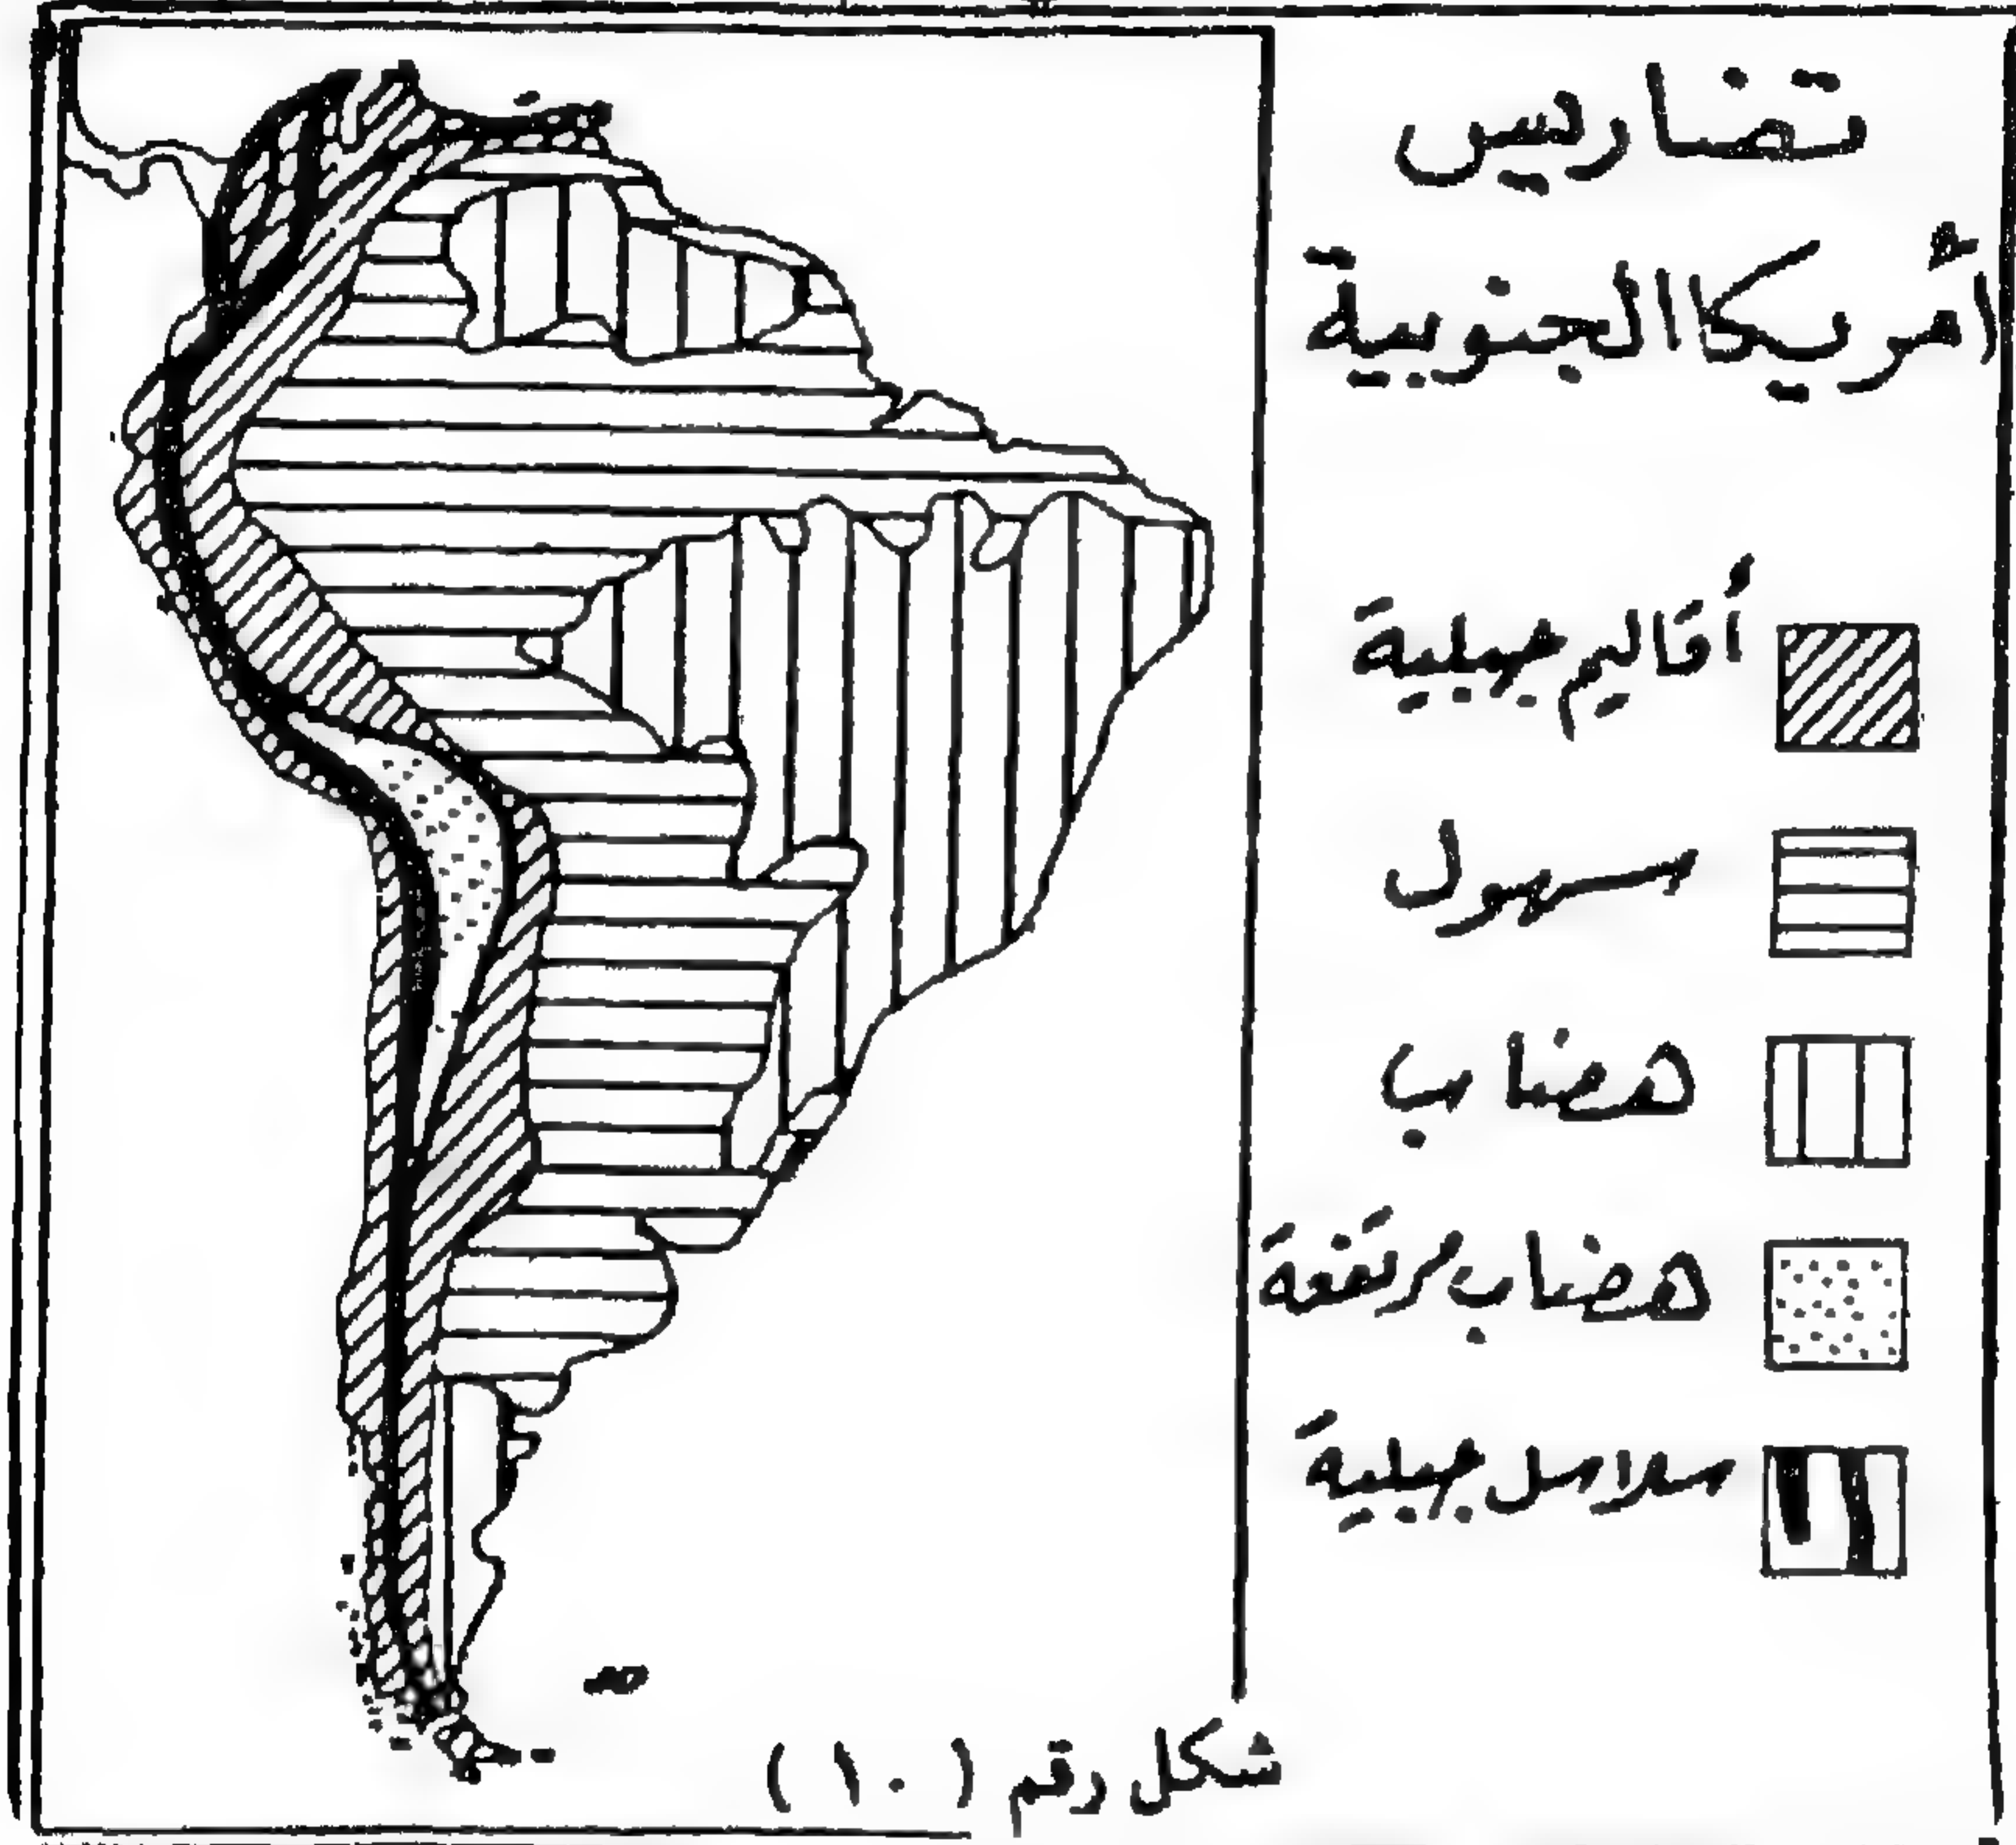 تضاريس
أمريكا الجنوبية
أقاليم جبلية
سهول
هضاب
هضاب مرتفعة
سلاسل جبلية
شكل رقم (١٠)